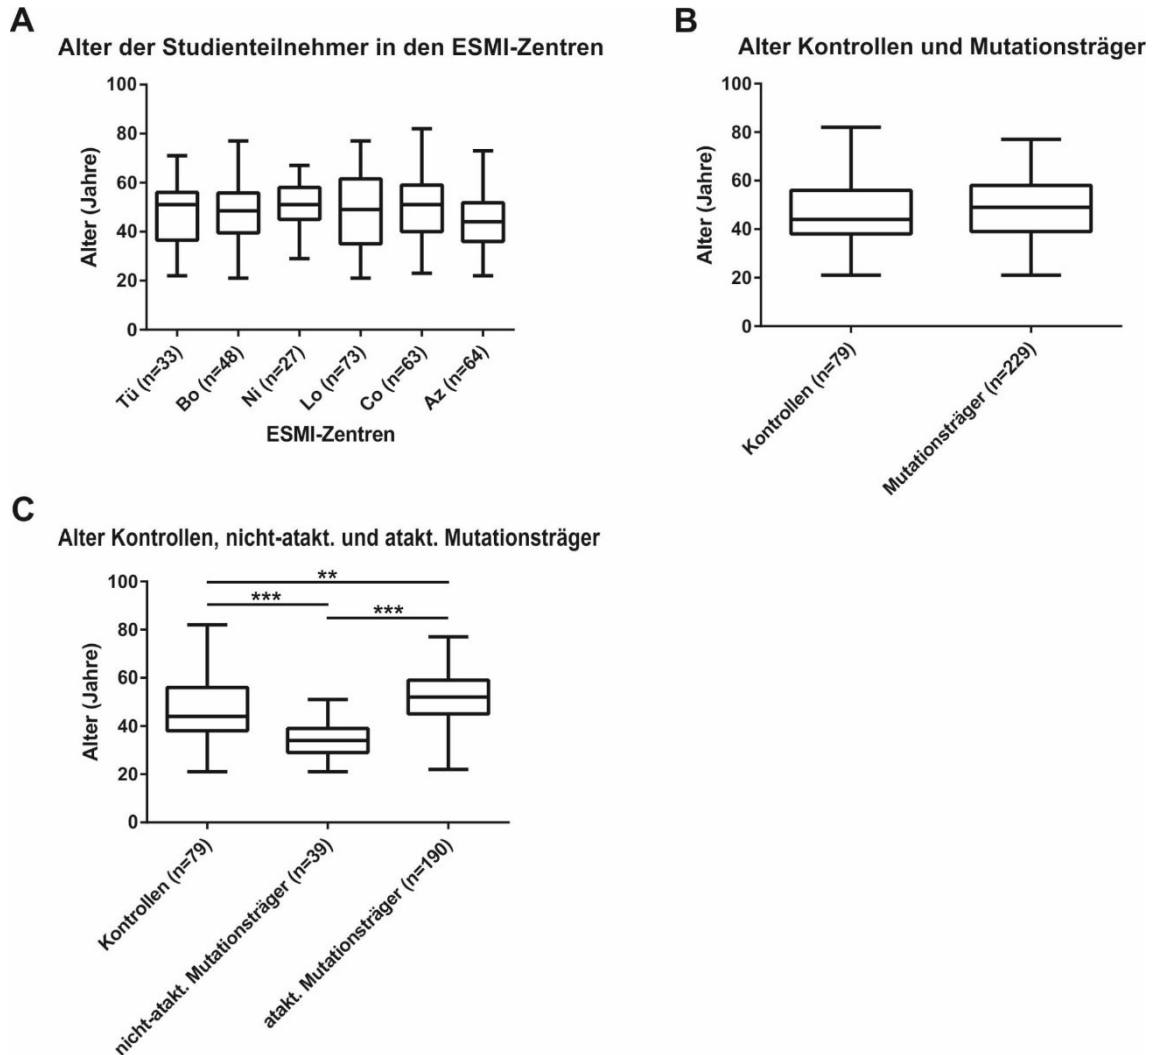 A
Alter der Studienteilnehmer in den ESMI-Zentren
100
80
60
40
20
0
Alter (Jahre)
Tü (n=33)
Bo (n=48)
Ni (n=27)
Lo (n=73)
Co (n=63)
Az (n=64)
ESMI-Zentren
B
Alter Kontrollen und Mutationsträger
100
80
60
40
20
0
Alter (Jahre)
Kontrollen (n=79)
Mutationsträger (n=229)
C
Alter Kontrollen, nicht-atakt. und atakt. Mutationsträger
**
***
***
100
80
60
40
20
0
Alter (Jahre)
Kontrollen (n=79)
nicht-atakt. Mutationsträger (n=39)
atakt. Mutationsträger (n=190)